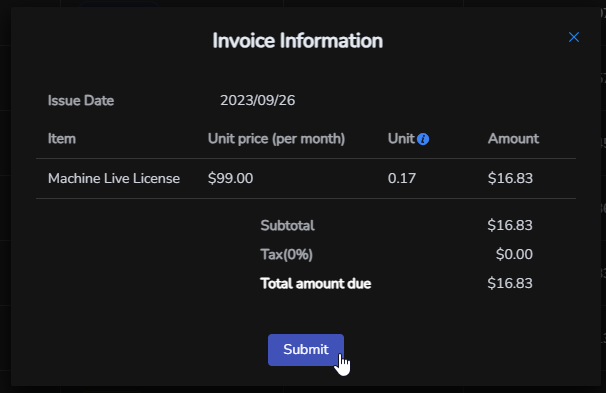 Invoice Information
Issue Date 2023/09/26
Item Unit price (per month) Unit Amount
Machine Live License $99.00 0.17 $16.83
Subtotal $16.83
Tax(0%) $0.00
Total amount due $16.83
Submit